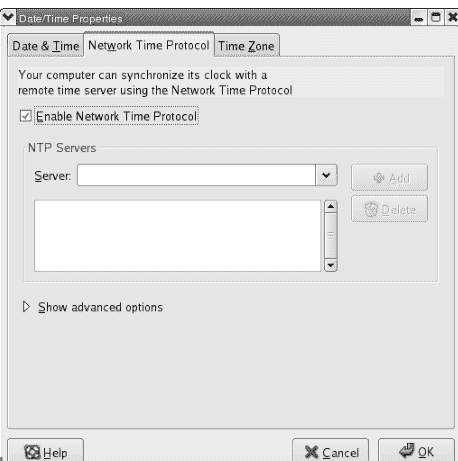 Date/Time Properties
Date & Time Network Time Protocol Time Zone
Your computer can synchronize its clock with a
remote time server using the Network Time Protocol
Enable Network Time Protocol
NTP Servers
Server:
Add
Delete
Show advanced options
Help Cancel OK